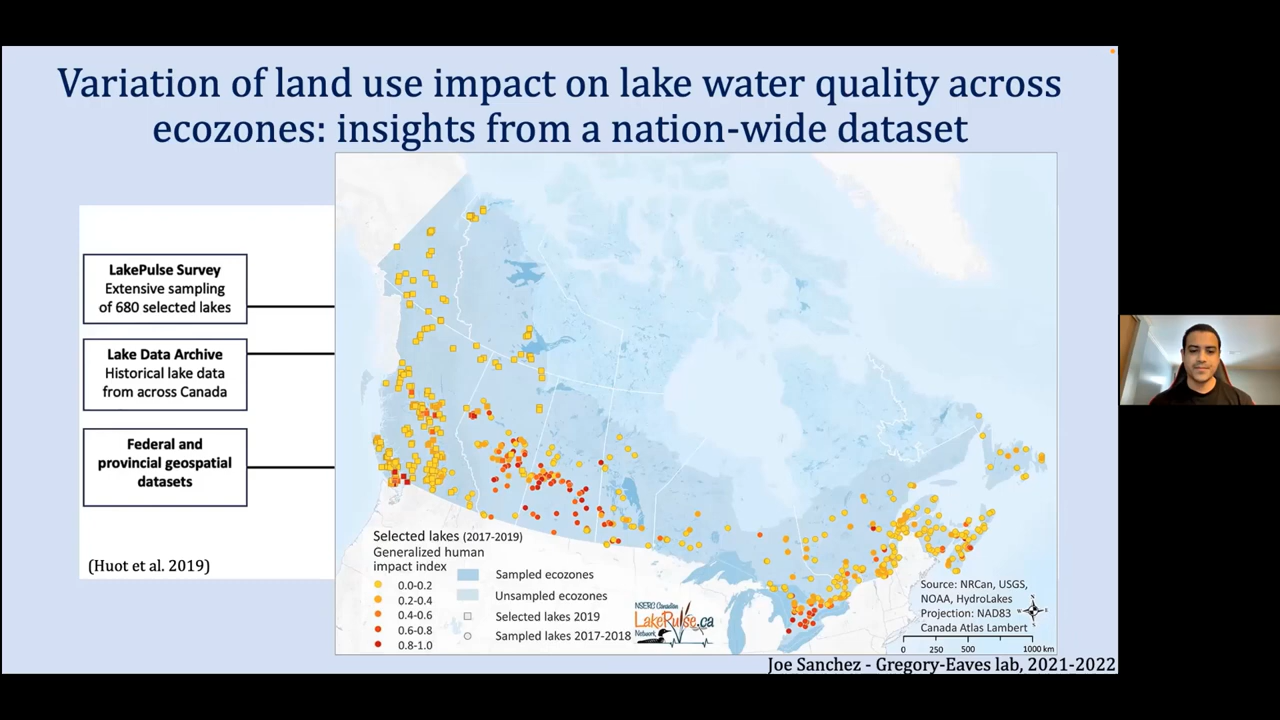 Variation of land use impact on lake water quality across
ecozones: insights from a nation-wide dataset
LakePulse Survey
Extensive sampling
of 680 selected lakes
Lake Data Archive
Historical lake data
from across Canada
Federal and
provincial geospatial
datasets
(Huot et al. 2019)
Selected lakes (2017-2019)
Generalized human
impact index
0.0-0.2
0.2-0.4
0.4-0.6
0.6-0.8
0.8-1.0
Sampled ecozones
Unsampled ecozones
Selected lakes 2019
Sampled lakes 2017-2018
NSERC Canadian
LakePulse.ca
Network
Source: NRCan, USGS,
NOAA, HydroLakes
Projection: NAD83
Canada Atlas Lambert
N
W E
S
0 250 500 1000 km
Joe Sanchez - Gregory-Eaves lab, 2021-2022